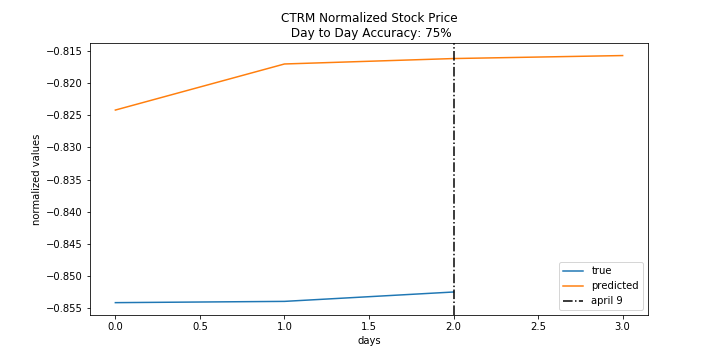 CTRM Normalized Stock Price
Day to Day Accuracy: 75%
normalized values
−0.815
−0.820
−0.825
−0.830
−0.835
−0.840
−0.845
−0.850
−0.855
0.0
0.5
1.0
1.5
2.0
2.5
3.0
days
true
predicted
april 9